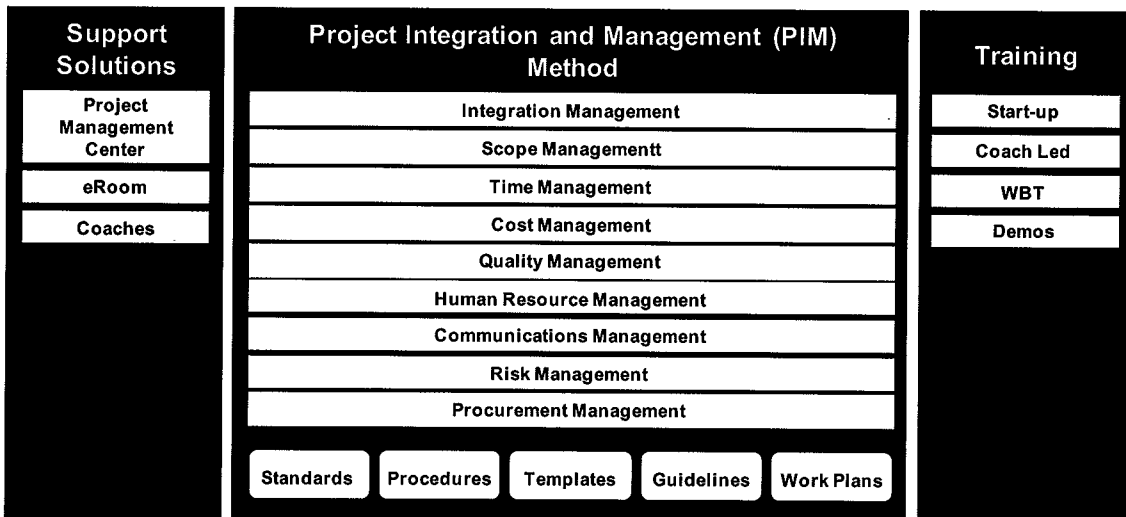 Support
Solutions
Project
Management
Center
eRoom
Coaches
Project Integration and Management (PIM)
Method
Integration Management
Scope Managementt
Time Management
Cost Management
Quality Management
Human Resource Management
Communications Management
Risk Management
Procurement Management
Standards
Procedures
Templates
Guidelines
Work Plans
Training
Start-up
Coach Led
WBT
Demos